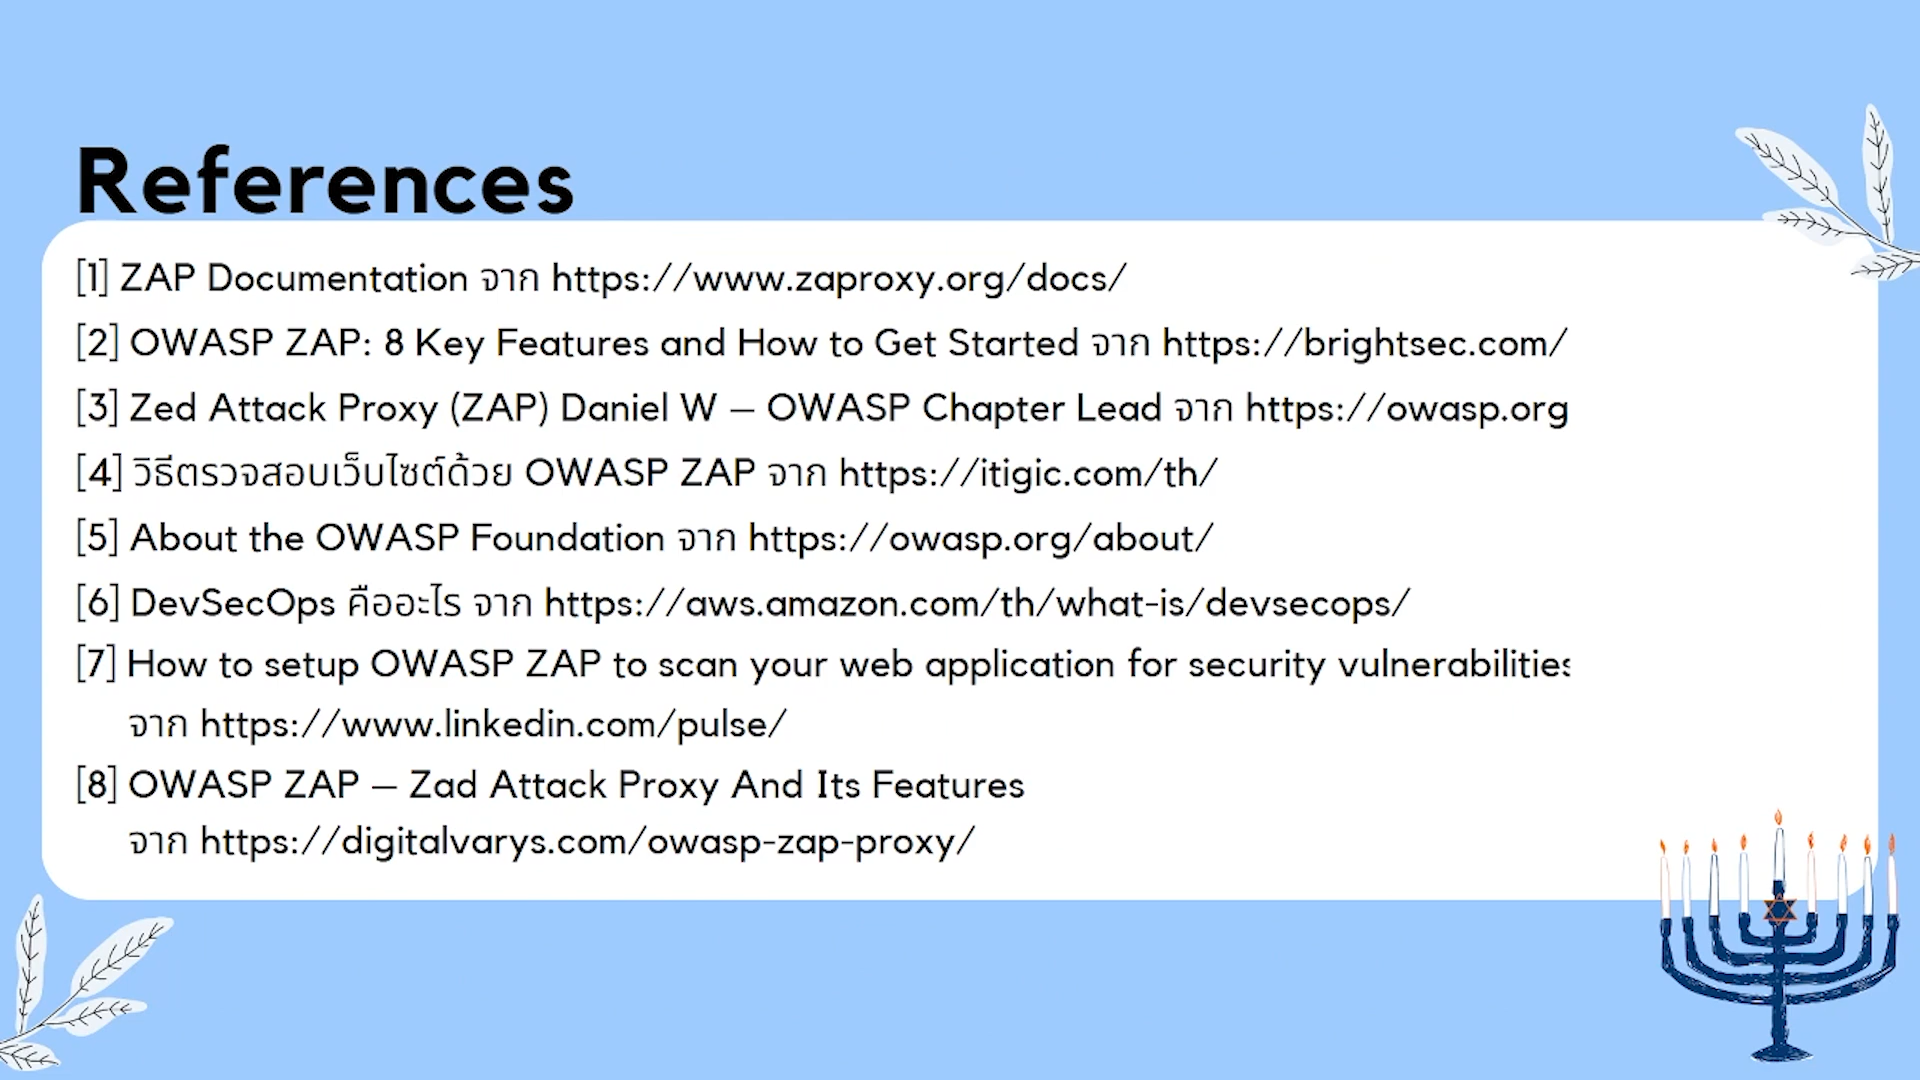 References
[1] ZAP Documentation จาก https://www.zaproxy.org/docs/
[2] OWASP ZAP: 8 Key Features and How to Get Started จาก https://brightsec.com/
[3] Zed Attack Proxy (ZAP) Daniel W – OWASP Chapter Lead จาก https://owasp.org
[4] วิธีตรวจสอบเว็บไซต์ด้วย OWASP ZAP จาก https://itigic.com/th/
[5] About the OWASP Foundation จาก https://owasp.org/about/
[6] DevSecOps คืออะไร จาก https://aws.amazon.com/th/what-is/devsecops/
[7] How to setup OWASP ZAP to scan your web application for security vulnerabilities
จาก https://www.linkedin.com/pulse/
[8] OWASP ZAP – Zad Attack Proxy And Its Features
จาก https://digitalvarys.com/owasp-zap-proxy/